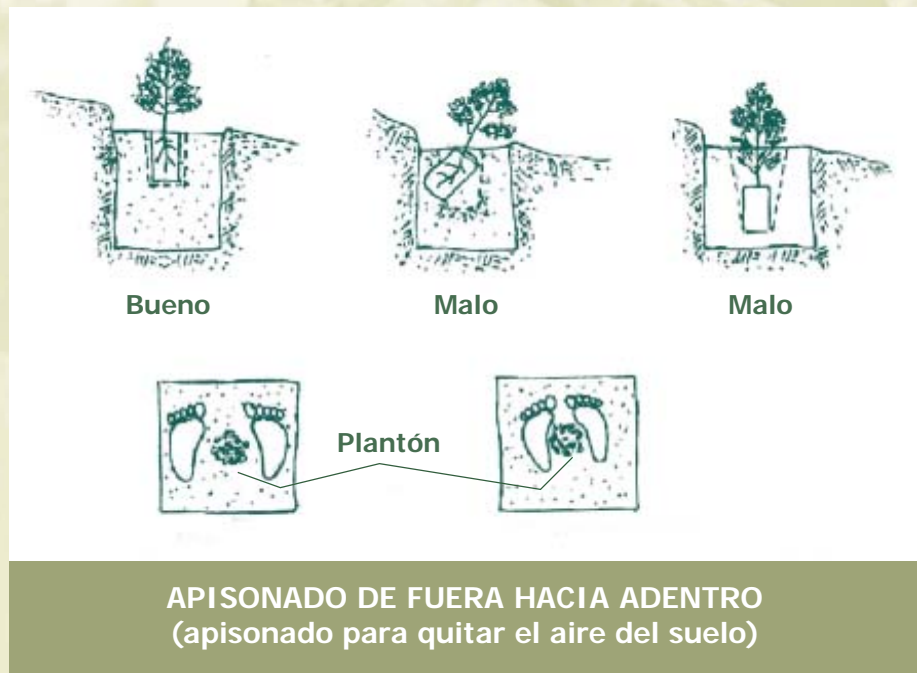 Bueno Malo Malo
Plantón
APISONADO DE FUERA HACIA ADENTRO
(apisonado para quitar el aire del suelo)